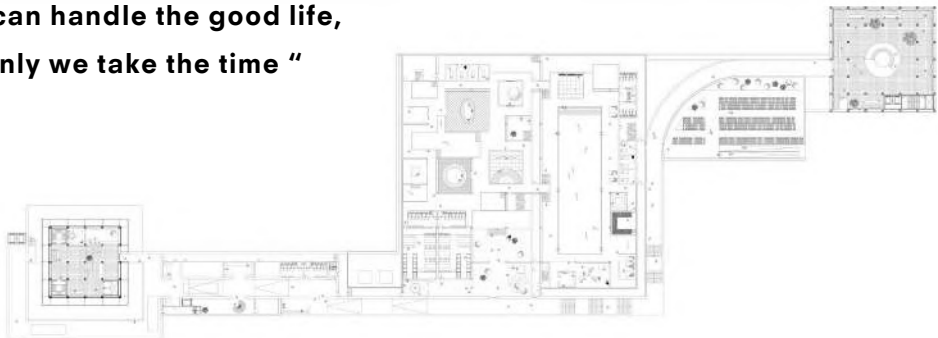 can handle the good life,
nly we take the time “